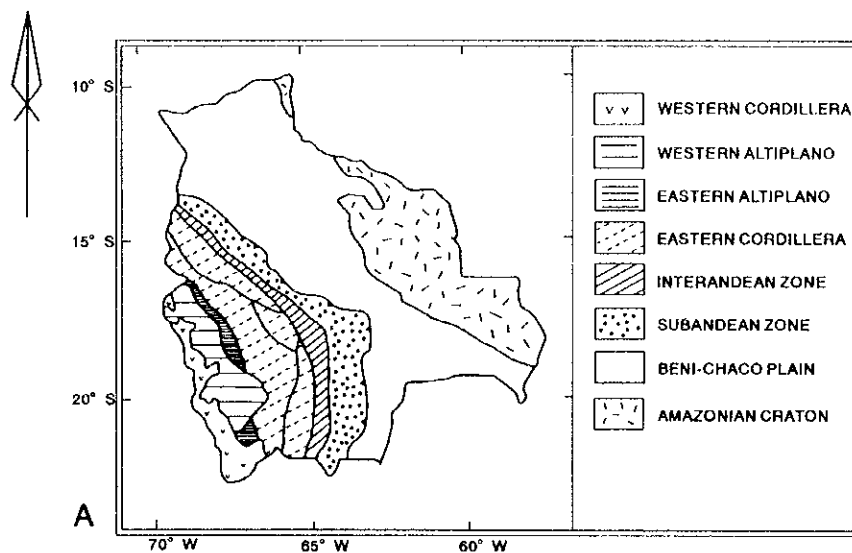 10° S
15° S
20° S
A
70° W
65° W
60° W
WESTERN CORDILLERA
WESTERN ALTIPLANO
EASTERN ALTIPLANO
EASTERN CORDILLERA
INTERANDEAN ZONE
SUBANDEAN ZONE
BENI-CHACO PLAIN
AMAZONIAN CRATON